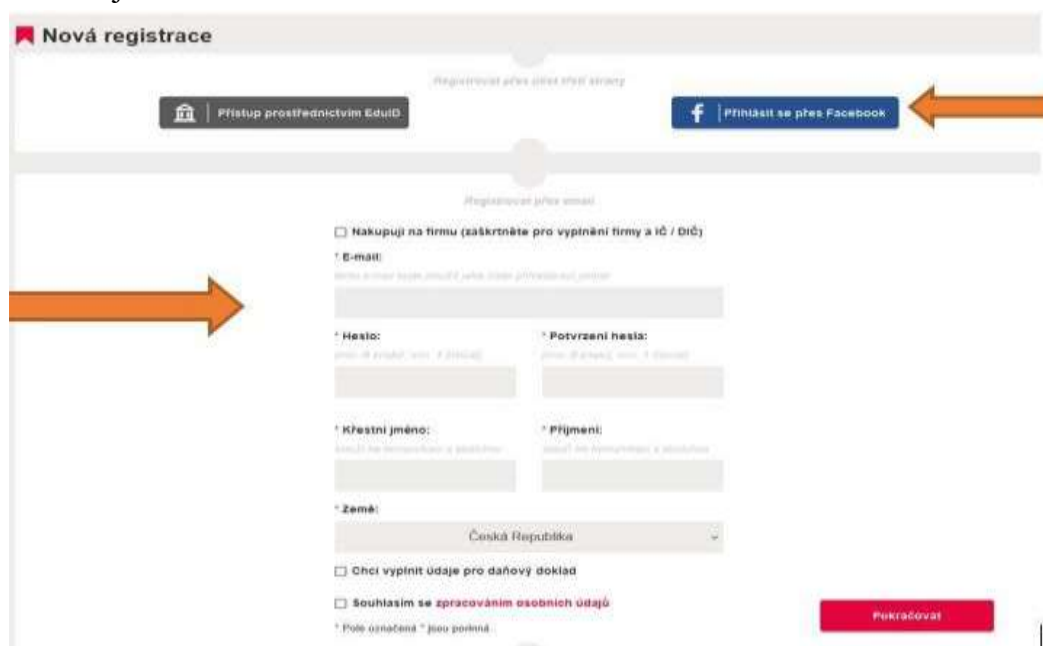 Nová registrace
Registrovat přes účet třetí strany
Přístup prostřednictvím EduID
Přihlásit se přes Facebook
Registrovat přes email
Nakupuji na firmu (zaškrtněte pro vyplnění firmy a IČ / DIČ)
* E-mail:
* Heslo: * Potvrzení hesla:
* Křestní jméno: * Příjmení:
* Země:
Česká Republika
Chci vyplnit údaje pro daňový doklad
Souhlasím se zpracováním osobních údajů
Pokračovat
* Pole označená * jsou povinná